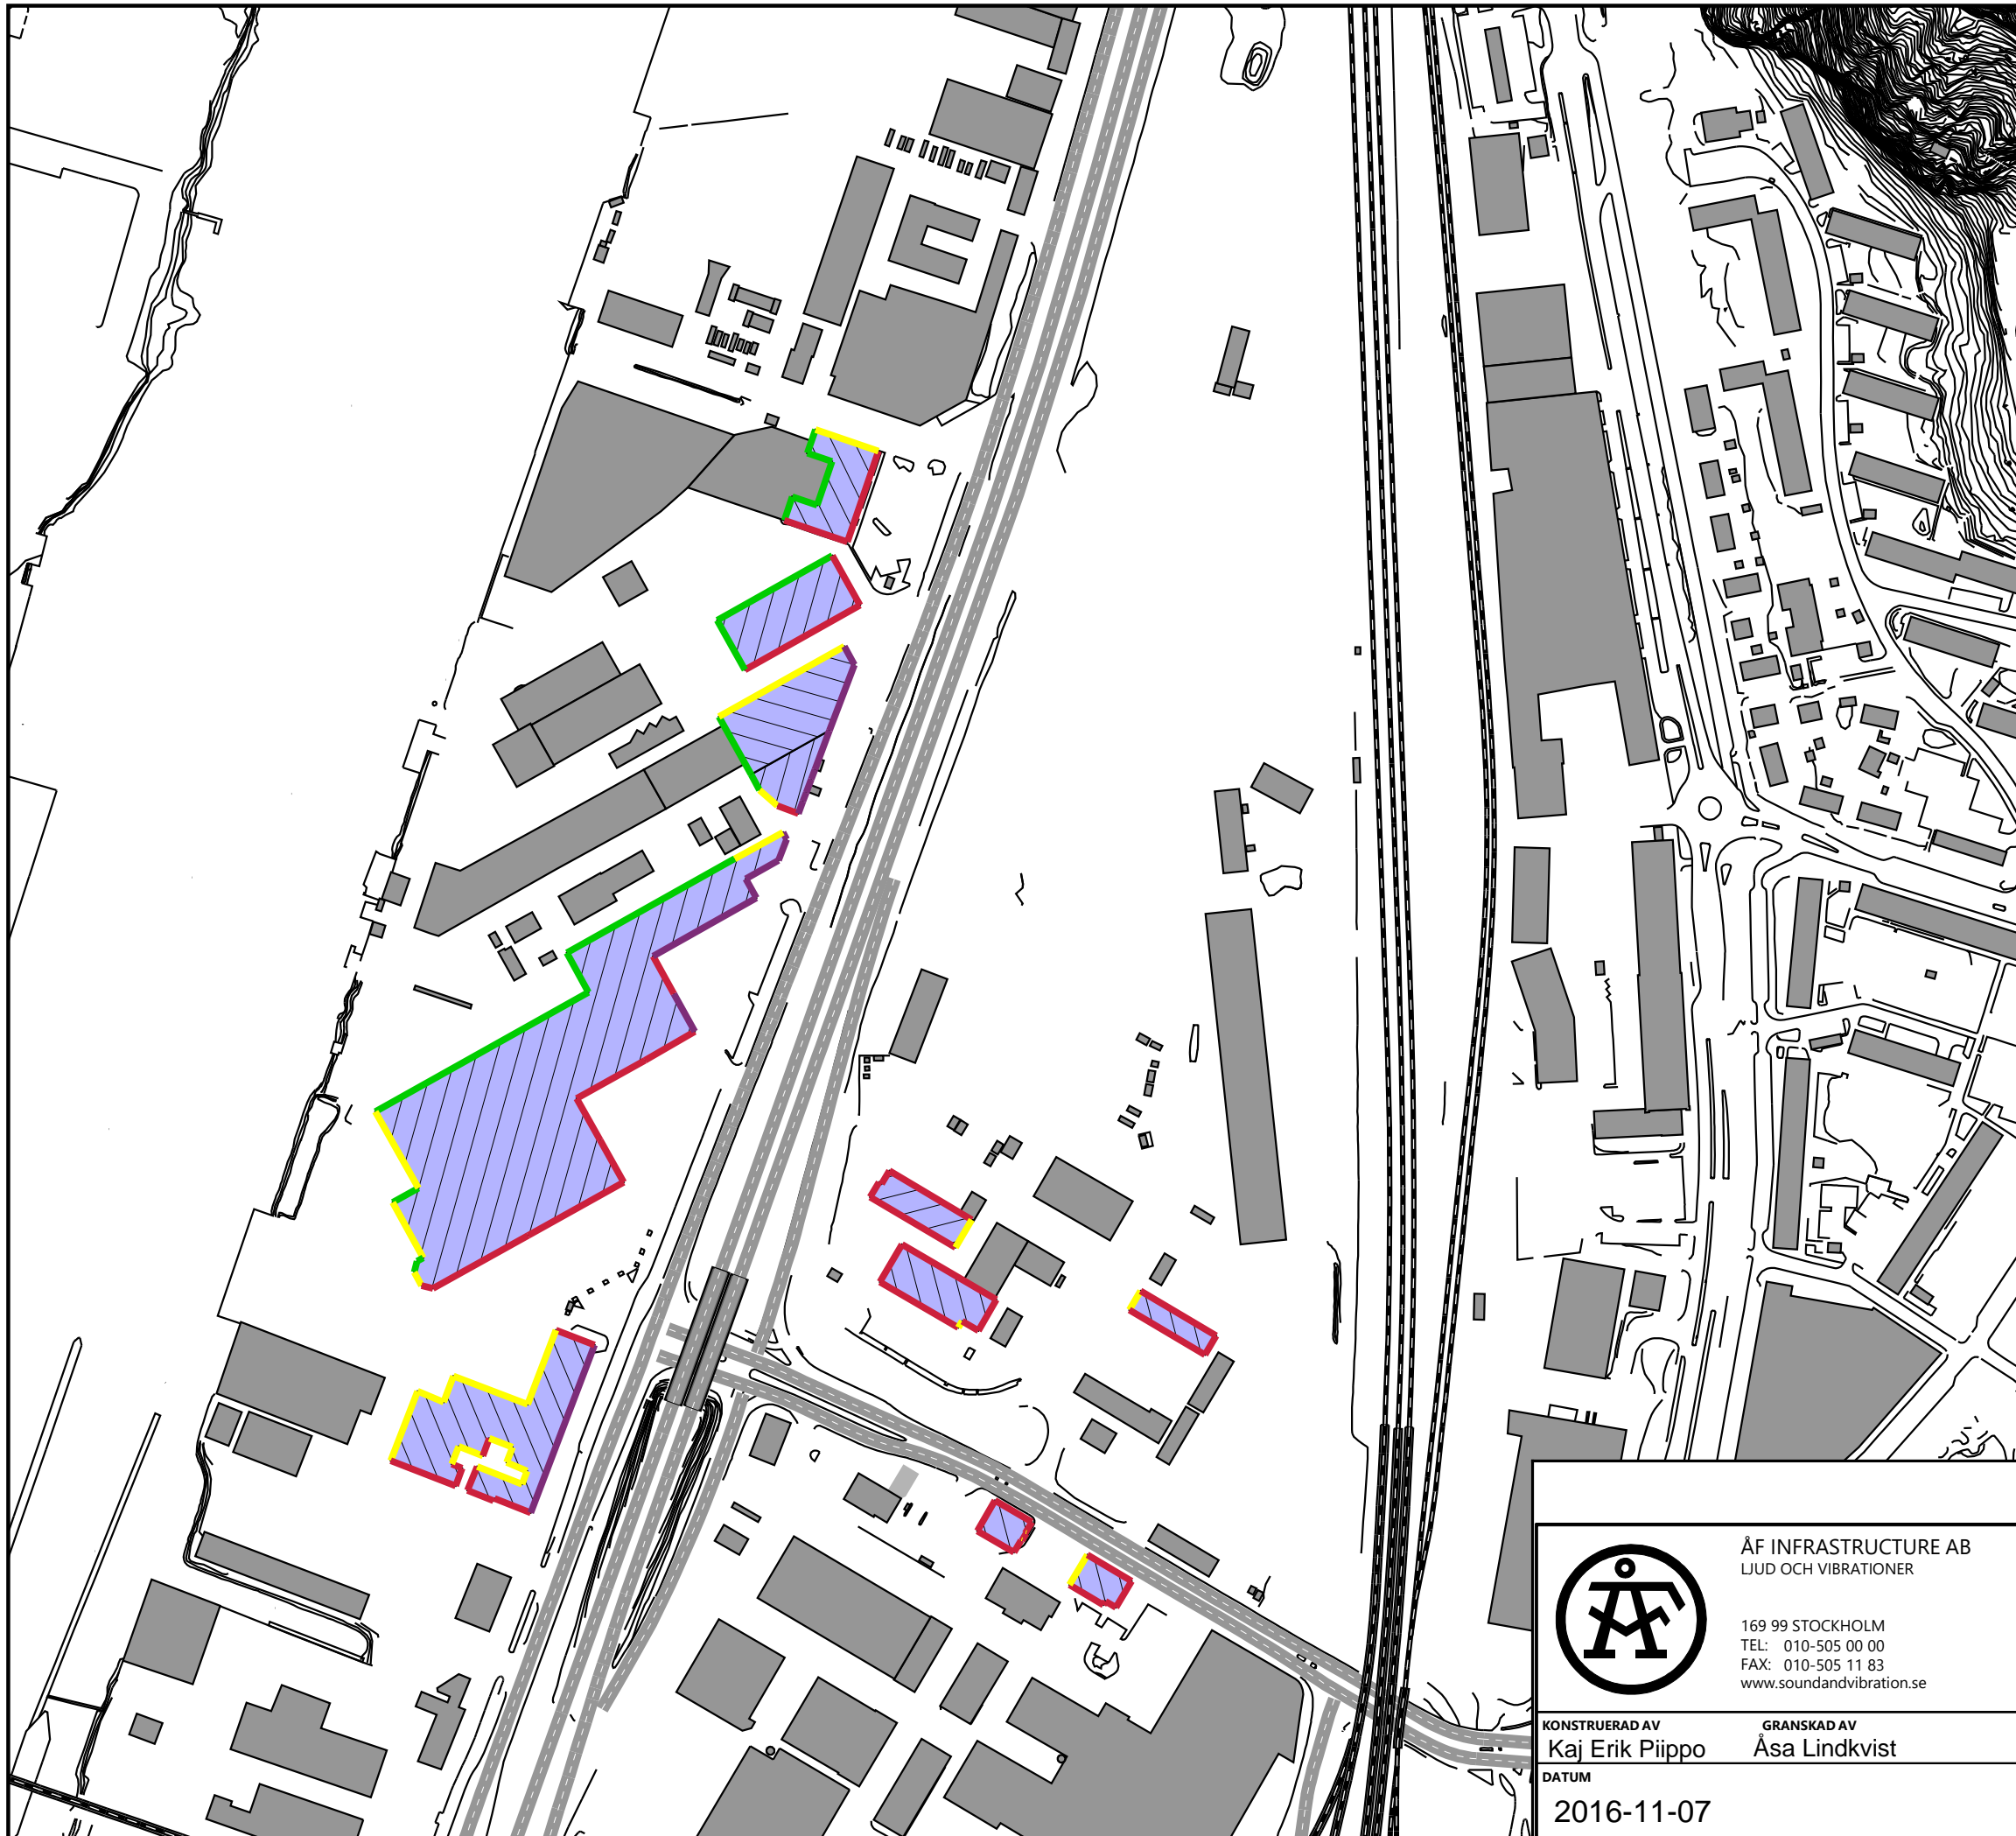 ÅF INFRASTRUCTURE AB
LJUD OCH VIBRATIONER
169 99 STOCKHOLM
TEL: 010-505 00 00
FAX: 010-505 11 83
www.soundandvibration.se
KONSTRUERAD AV GRANSKAD AV
Kaj Erik Piippo Åsa Lindkvist
DATUM
2016-11-07